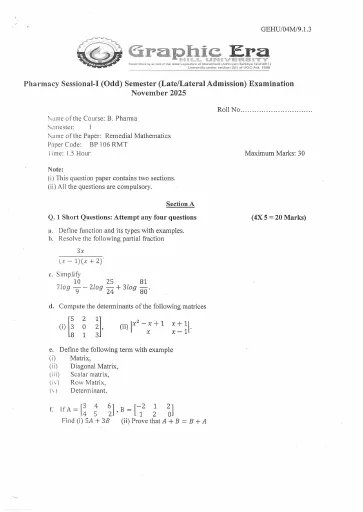 GEHU/04M/9.1.3
Graphic Era
HILL UNIVERSITY
Pharmacy Sessional-I (Odd) Semester (Late/Lateral Admission) Examination
November 2025
Roll No..............................
Name of the Course: B. Pharma
Semester: I
Name of the Paper: Remedial Mathematics
Paper Code: BP 106 RMT
Time: 1.5 Hour Maximum Marks: 30
Note:
(i) This question paper contains two sections.
(ii) All the questions are compulsory.
Section A
Q. 1 Short Questions: Attempt any four questions (4X 5 = 20 Marks)
a. Define function and its types with examples.
b. Resolve the following partial fraction
3x
(x − 1)(x + 2)
c. Simplify
7log 10/9 − 2log 25/24 + 3log 81/80.
d. Compute the determinants of the following matrices
(i) [5 2 1
3 0 2
8 1 3], (ii) |x² − x + 1 x + 1
x x − 1|.
e. Define the following term with example
(i) Matrix,
(ii) Diagonal Matrix,
(iii) Scalar matrix,
(iv) Row Matrix,
(v) Determinant.
f. If A = [3 4 6
4 5 2], B = [−2 1 2
1 2 0]
Find (i) 5A + 3B (ii) Prove that A + B = B + A